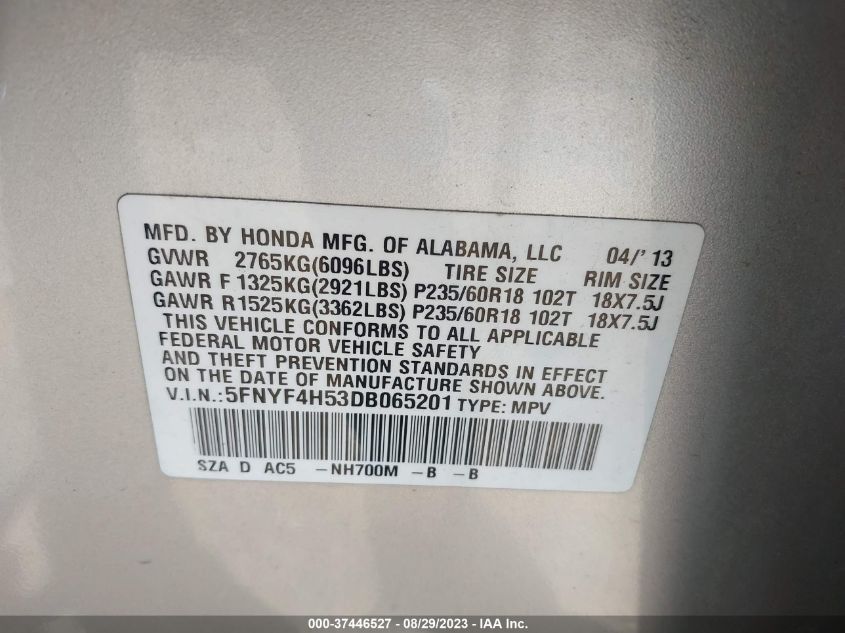 MFD. BY HONDA MFG. OF ALABAMA, LLC 04/'13
GVWR 2765KG(6096LBS) TIRE SIZE RIM SIZE
GAWR F 1325KG(2921LBS) P235/60R18 102T 18X7.5J
GAWR R1525KG(3362LBS) P235/60R18 102T 18X7.5J
THIS VEHICLE CONFORMS TO ALL APPLICABLE
FEDERAL MOTOR VEHICLE SAFETY
AND THEFT PREVENTION STANDARDS IN EFFECT
ON THE DATE OF MANUFACTURE SHOWN ABOVE.
V.I.N.:5FNYF4H53DB065201 TYPE: MPV
SZA D AC5 -NH700M -B -B
000-37446527 - 08/29/2023 - IAA Inc.